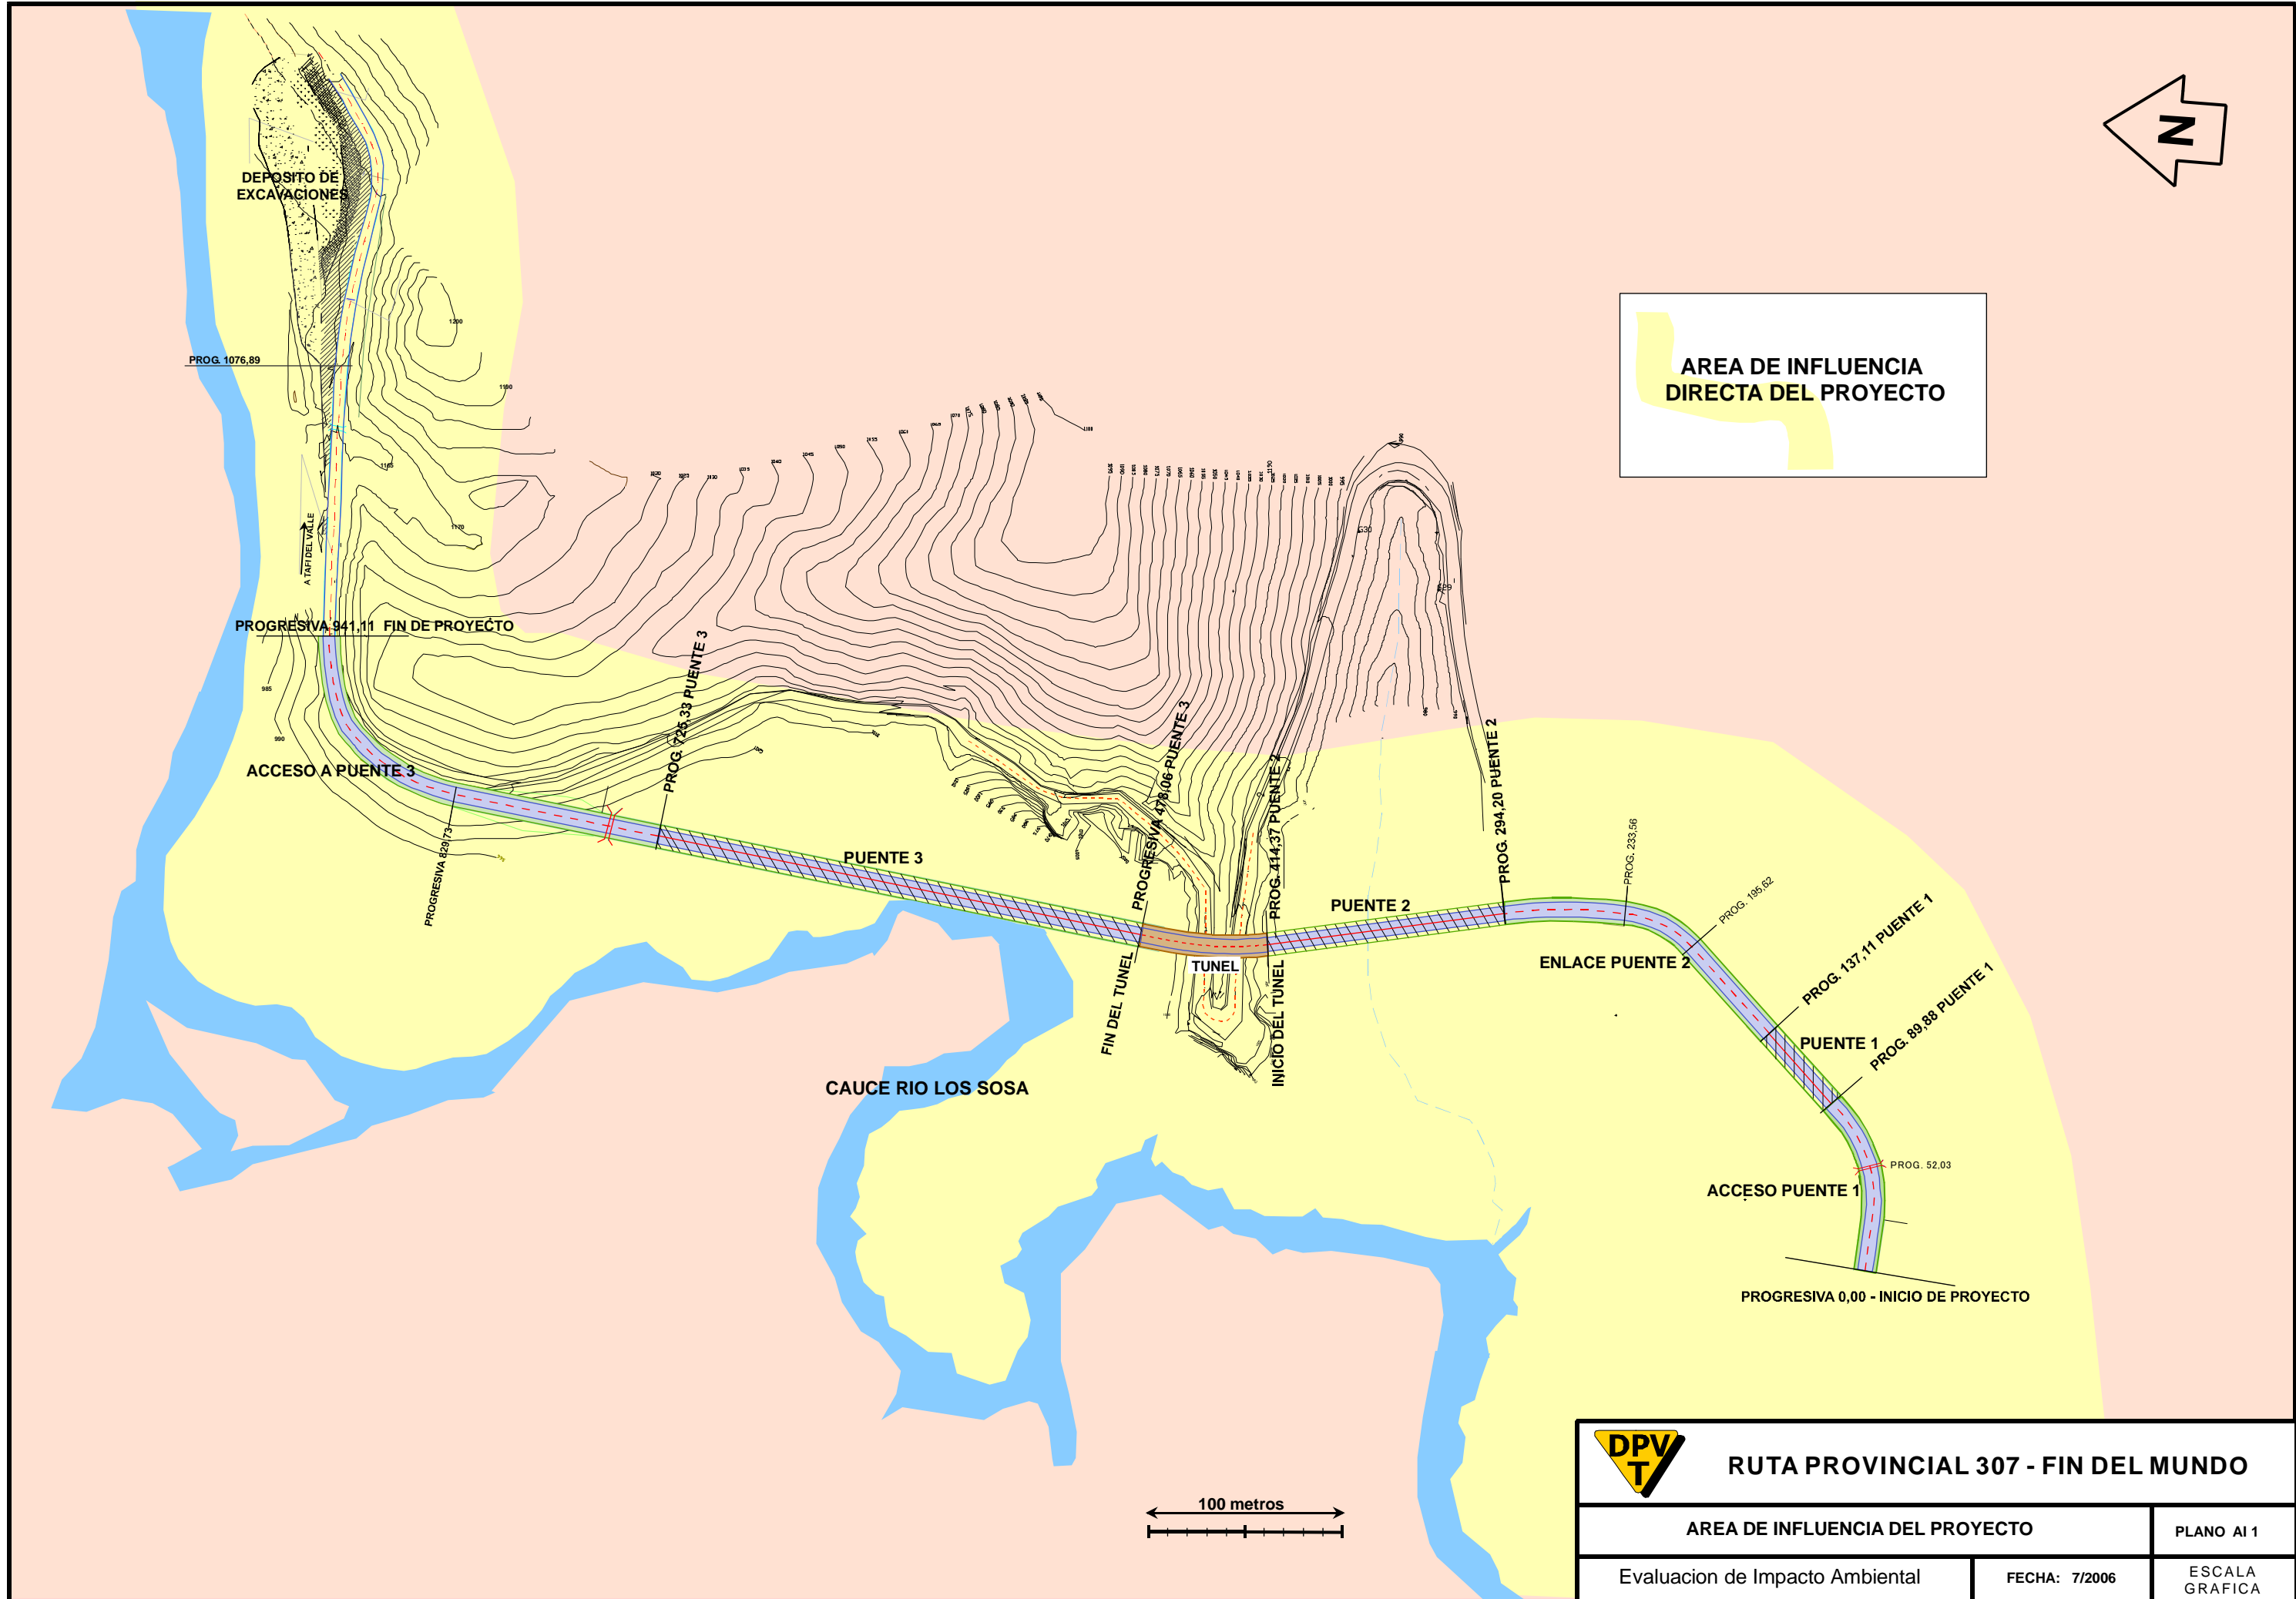 N
DEPOSITO DE
EXCAVACIONES
1200
PROG. 1076,89
1190
AREA DE INFLUENCIA
DIRECTA DEL PROYECTO
1165
1170
A TAFI DEL VALLE
PROGRESIVA 941,11 FIN DE PROYECTO
985
990
ACCESO A PUENTE 3
PROGRESIVA 829,73
PROG. 725,33 PUENTE 3
PUENTE 3
PROGRESIVA 478,06 PUENTE 3
FIN DEL TUNEL
TUNEL
PROG. 414,37 PUENTE 2
INICIO DEL TUNEL
PUENTE 2
PROG. 294,20 PUENTE 2
PROG. 233,56
PROG. 195,62
ENLACE PUENTE 2
PROG. 137,11 PUENTE 1
PUENTE 1
PROG. 89,88 PUENTE 1
PROG. 52,03
ACCESO PUENTE 1
PROGRESIVA 0,00 - INICIO DE PROYECTO
CAUCE RIO LOS SOSA
100 metros
DPV
T
RUTA PROVINCIAL 307 - FIN DEL MUNDO
AREA DE INFLUENCIA DEL PROYECTO
PLANO AI 1
Evaluacion de Impacto Ambiental
FECHA: 7/2006
ESCALA
GRAFICA